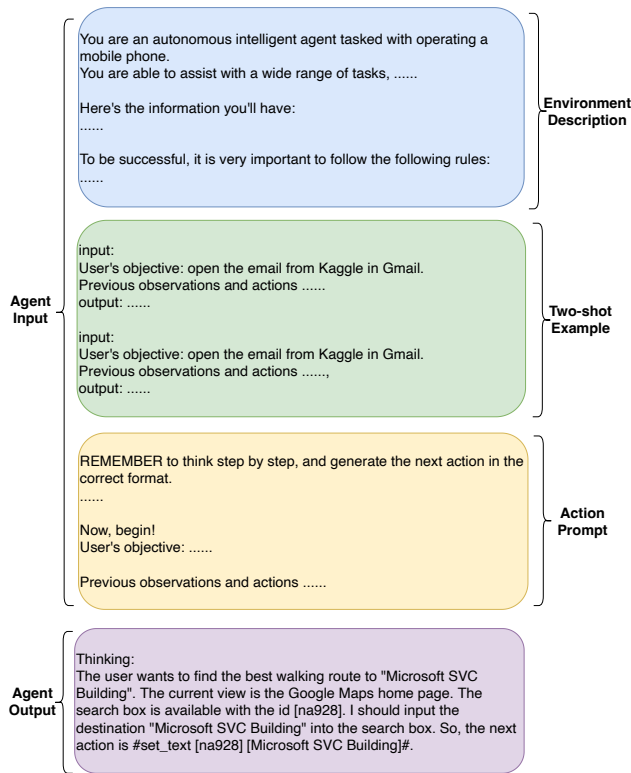 You are an autonomous intelligent agent tasked with operating a
mobile phone.
You are able to assist with a wide range of tasks, ......
Here's the information you'll have:
......
To be successful, it is very important to follow the following rules:
......
Environment
Description
input:
User's objective: open the email from Kaggle in Gmail.
Previous observations and actions ......
output: ......
input:
User's objective: open the email from Kaggle in Gmail.
Previous observations and actions ......,
output: ......
Agent
Input
Two-shot
Example
REMEMBER to think step by step, and generate the next action in the
correct format.
......
Now, begin!
User's objective: ......
Previous observations and actions ......
Action
Prompt
Agent
Output
Thinking:
The user wants to find the best walking route to "Microsoft SVC
Building". The current view is the Google Maps home page. The
search box is available with the id [na928]. I should input the
destination "Microsoft SVC Building" into the search box. So, the next
action is #set_text [na928] [Microsoft SVC Building]#.